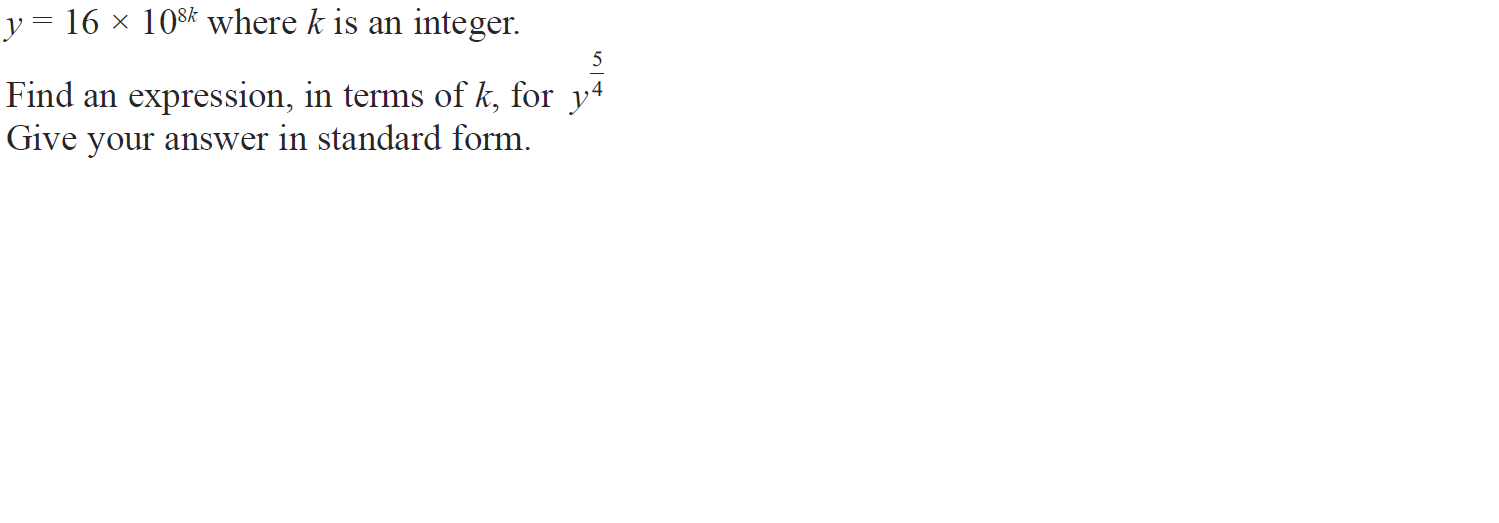 y = 16 × 10^{8k} where k is an integer.
Find an expression, in terms of k, for y^{\frac{5}{4}}
Give your answer in standard form.